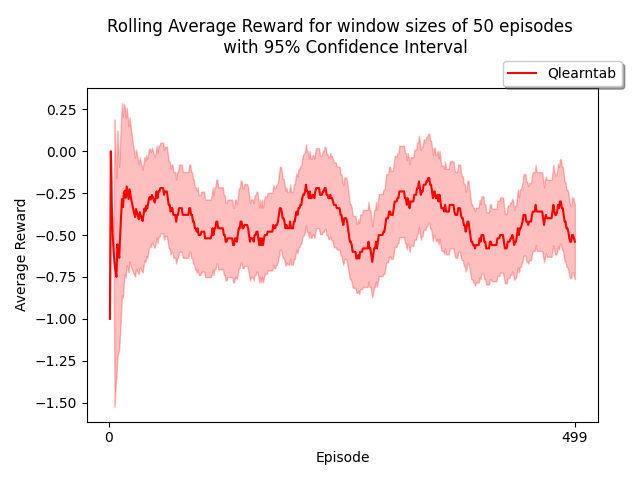 Rolling Average Reward for window sizes of 50 episodes
with 95% Confidence Interval
Qlearntab
0.25
0.00
−0.25
−0.50
−0.75
−1.00
−1.25
−1.50
Average Reward
0 499
Episode